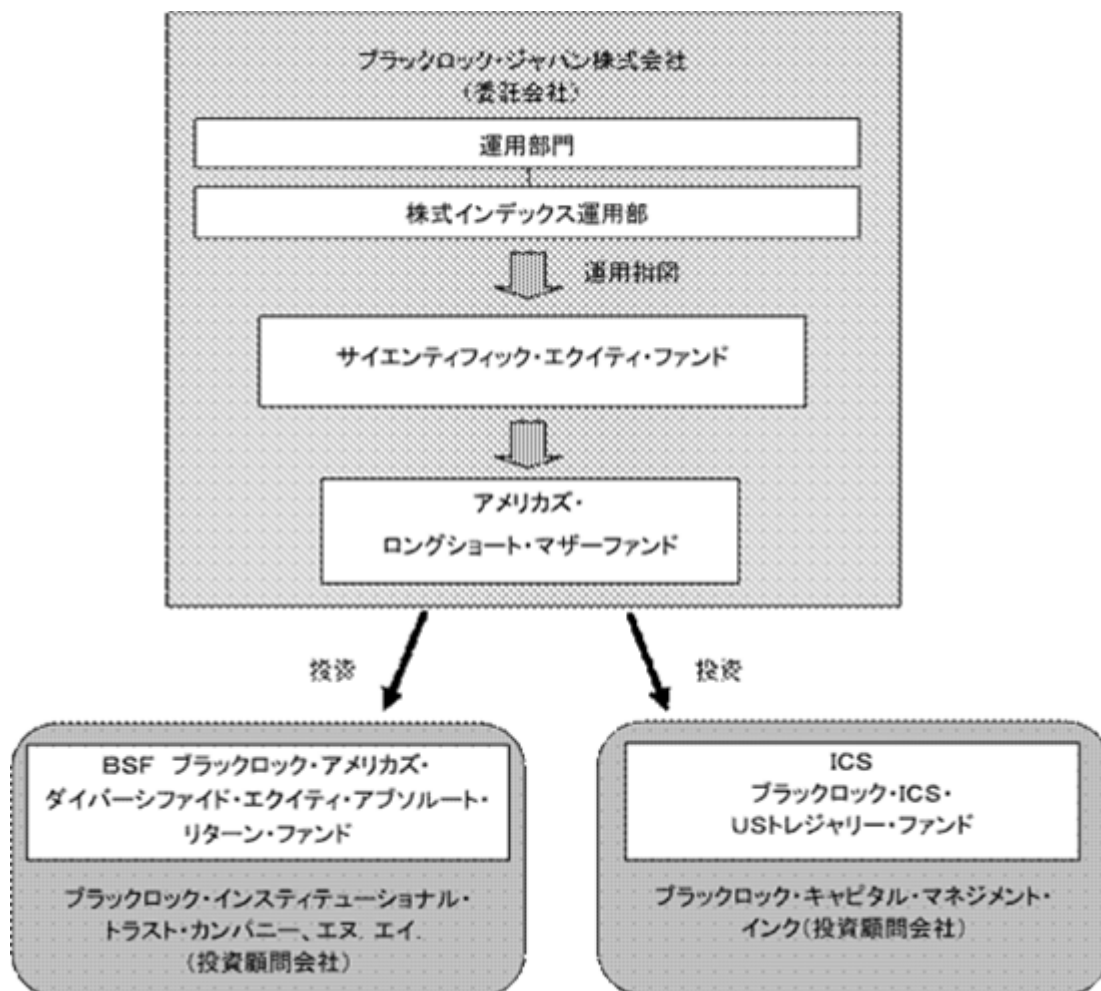 ブラックロック・ジャパン株式会社
(委託会社)
運用部門
株式インデックス運用部
運用指図
サイエンティフィック・エクイティ・ファンド
アメリカズ・
ロングショート・マザーファンド
投資
投資
BSF ブラックロック・アメリカズ・
ダイバーシファイド・エクイティ・アブソルート・
リターン・ファンド
ブラックロック・インスティテューショナル・
トラスト・カンパニー、エヌ.エイ.
(投資顧問会社)
ICS
ブラックロック・ICS・
USトレジャリー・ファンド
ブラックロック・キャピタル・マネジメント・
インク(投資顧問会社)